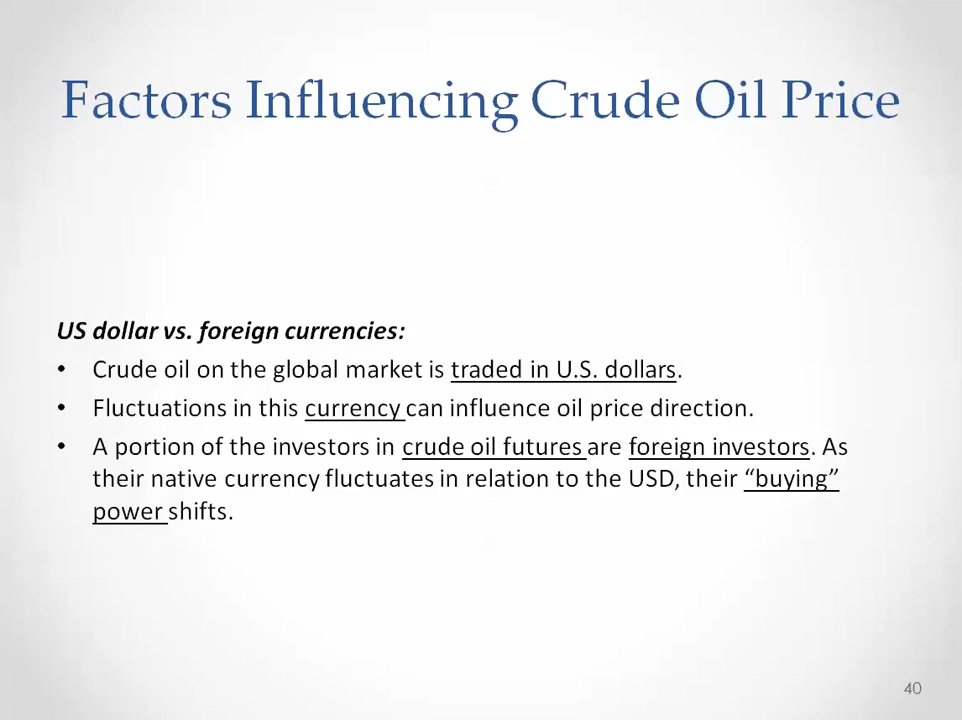 Factors Influencing Crude Oil Price
US dollar vs. foreign currencies:
• Crude oil on the global market is traded in U.S. dollars.
• Fluctuations in this currency can influence oil price direction.
• A portion of the investors in crude oil futures are foreign investors. As
their native currency fluctuates in relation to the USD, their “buying”
power shifts.
40